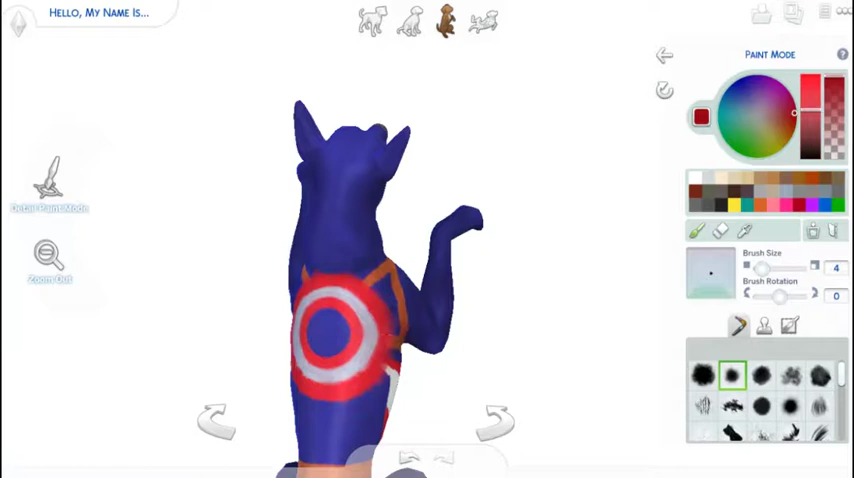 Hello, My Name Is...
Paint Mode
?
Detail Paint Mode
Zoom Out
Brush Size
4
Brush Rotation
0